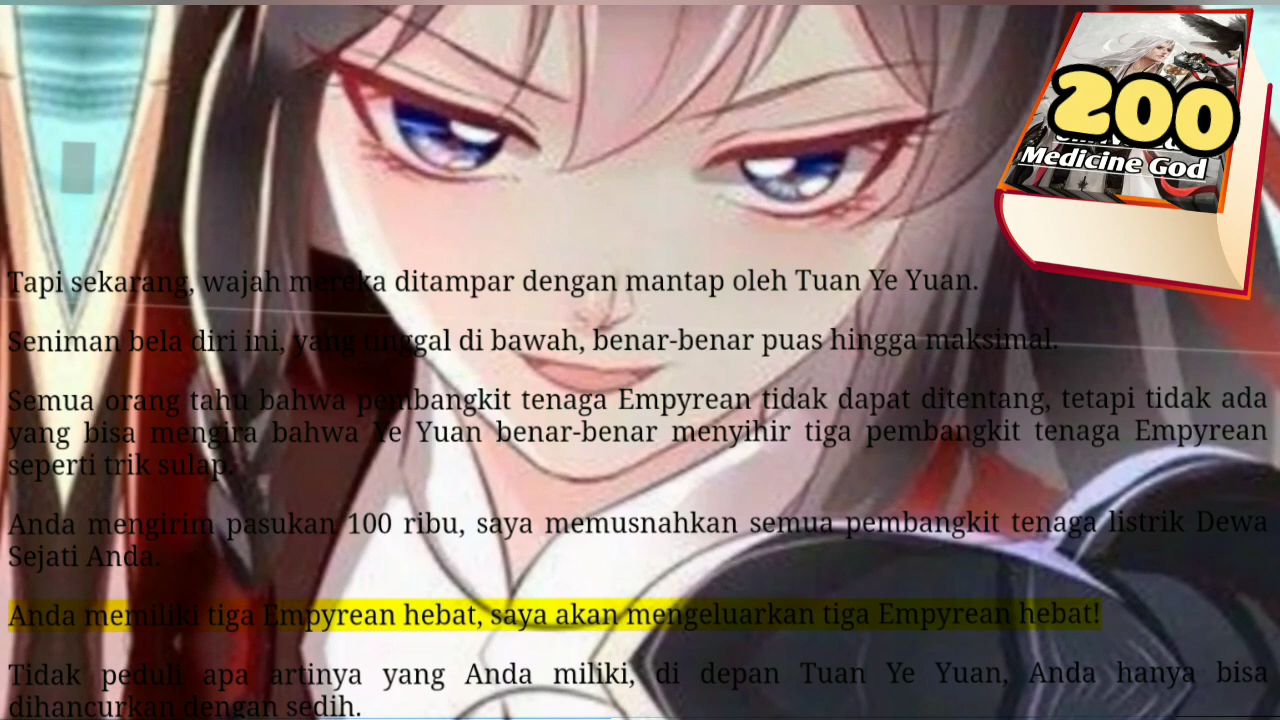 200
Medicine God
Tapi sekarang, wajah mereka ditampar dengan mantap oleh Tuan Ye Yuan.
Seniman bela diri ini, yang tinggal di bawah, benar-benar puas hingga maksimal.
Semua orang tahu bahwa pembangkit tenaga Empyrean tidak dapat ditentang, tetapi tidak ada
yang bisa mengira bahwa Ye Yuan benar-benar menyihir tiga pembangkit tenaga Empyrean
seperti trik sulap.
Anda mengirim pasukan 100 ribu, saya memusnahkan semua pembangkit tenaga listrik Dewa
Sejati Anda.
Anda memiliki tiga Empyrean hebat, saya akan mengeluarkan tiga Empyrean hebat!
Tidak peduli apa artinya yang Anda miliki, di depan Tuan Ye Yuan, Anda hanya bisa
dihancurkan dengan sedih.